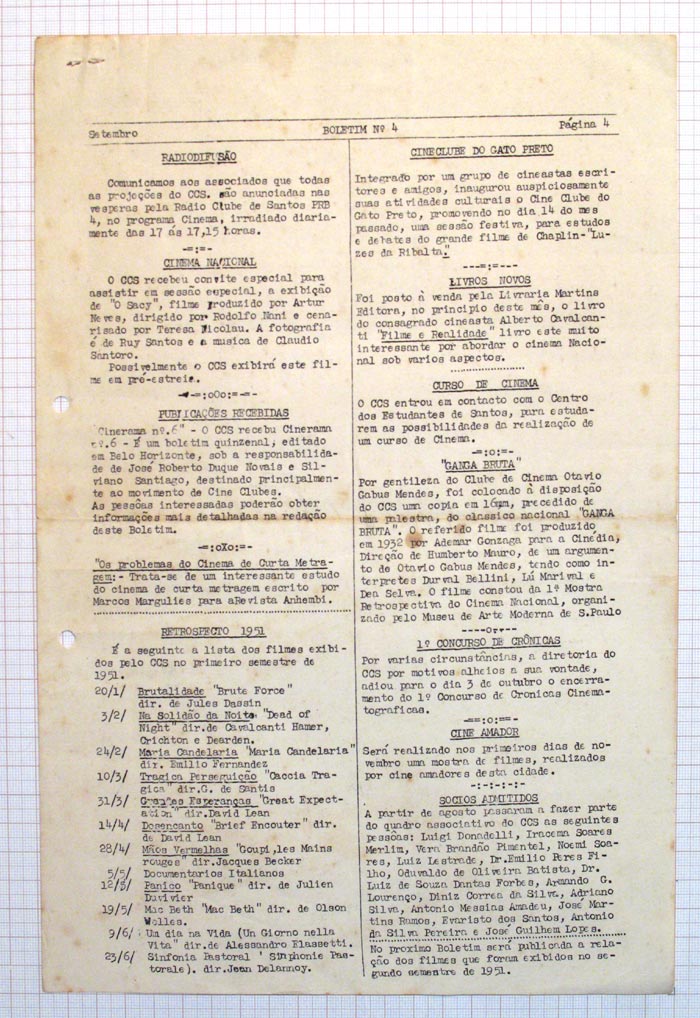 Setembro
BOLETIM Nº 4
Página 4
RADIODIFUSÃO
Comunicamos aos associados que todas
as projeções do CCS. são anunciadas nas
vesperas pela Radio Clube de Santos PRB
4, no programa Cinema, irradiado diaria-
mente das 17 ás 17,15 horas.
-=:=-
CINEMA NACIONAL
O CCS recebeu convite especial para
assistir em sessão especial, a exibição
de "O Sacy", filme produzido por Artur
Neves, dirigido por Rodolfo Nani e cena-
risado por Teresa Nicolau. A fotografia
é de Ruy Santos e a musica de Claudio
Santoro.
Possivelmente o CCS exibirá este fil-
me em pré-estreia.
-=:oOo:=-=-
PUBLICAÇÕES RECEBIDAS
"Cinerama nº.6" - O CCS recebu Cinerama
nº.6 - É um boletim quinzenal, editado
em Belo Horizonte, sob a responsabilida-
de de José Roberto Duque Novais e Sil-
viano Santiago, destinado principalmen-
te ao movimento de Cine Clubes.
As pessoas interessadas poderão obter
informações mais detalhadas na redação
deste Boletim.
-=:oXo:=-
"Os problemas do Cinema de Curta Metra-
gem:- Trata-se de um interessante estudo
do cinema de curta metragem escrito por
Marcos Margulies para aRevista Anhembi.
RETROSPECTO 1951
É a seguinte a lista dos filmes exibi-
dos pelo CCS no primeiro semestre de
1951.
20/1/ Brutalidade "Brute Force"
dir. de Jules Dassin
3/2/ Na Solidão da Noite "Dead of
Night" dir.de Cavalcanti Hamer,
Crichton e Dearden.
24/2/ Maria Candelaria "Maria Candelaria"
dir. Emilio Fernandez
10/3/ Tragica Perseguição "Caccia Tra-
gica" dir.G. de Santis
31/3/ Grandes Esperanças "Great Expect-
ation" dir.David Lean
14/4/ Desencanto "Brief Encouter" dir.
de David Lean
28/4/ Mãos Vermelhas "Goupi,les Mains
rouges" dir.Jacques Becker
5/5/ Documentarios Italianos
12/5/ Panico "Panique" dir. de Julien
Duvivier
19/5/ Mac Beth "Mac Beth" dir. de Olson
Welles.
9/6/ Um dia na Vida (Un Giorno nella
Vita" dir.de Alessandro Blassetti.
23/6/ Sinfonia Pastoral ' Simphonie Pas-
torale). dir.Jean Delannoy.
CINECLUBE DO GATO PRETO
Integrado por um grupo de cineastas escri-
tores e amigos, inaugurou auspiciosamente
suas atividades culturais o Cine Clube do
Gato Preto, promovendo no dia 14 do mes
passado, uma sessão festiva, para estudos
e debates do grande filme de Chaplin-"Lu-
zes da Ribalta."
---=:=---
LIVROS NOVOS
Foi posto à venda pela Livraria Martins
Editora, no principio deste mês, o livro
do consagrado cineasta Alberto Cavalcan-
ti "Filme e Realidade" livro este muito
interessante por abordar o cinema Nacio-
nal sob varios aspectos.
CURSO DE CINEMA
O CCS entrou em contacto com o Centro
dos Estudantes de Santos, para estuda-
rem as possibilidades da realização de
um curso de Cinema.
-=:o:=-
"GANGA BRUTA"
Por gentileza do Clube de Cinema Otavio
Gabus Mendes, foi colocado à disposição
do CCS uma copia em 16mm, precedido de
uma palestra, do classico nacional "GANGA
BRUTA". O referido filme foi produzido
em 1932 por Ademar Gonzaga para a Cinedia,
Direção de Humberto Mauro, de um argumen-
to de Otavio Gabus Mendes, tendo como in-
terpretes Durval Bellini, Lú Marival e
Dea Selva. O filme constou da 1ª Mostra
Retrospectiva do Cinema Nacional, organi-
zado pelo Museu de Arte Moderna de S.Paulo
----Ov---
1º CONCURSO DE CRÔNICAS
Por varias circunstâncias, a diretoria do
CCS por motivos alheios a sua vontade,
adiou para o dia 3 de outubro o encerra-
mento do 1º Concurso de Cronicas Cinema-
tograficas.
-==:o:==-
CINE AMADOR
Será realizado nos primeiros dias de no-
vembro uma mostra de filmes, realizados
por cine amadores desta cidade.
-:-:-:-:-
SOCIOS ADMITIDOS
A partir de agosto passaram a fazer parte
do quadro associativo do CCS as seguintes
pessoas: Luigi Donadelli, Iracema Soares
Merlim, Vera Brandão Pimentel, Noemi Soa-
res, Luiz Lestrade, Dr.Emilio Peres Fi-
lho, Oduvaldo de Oliveira Batista, Dr.
Luiz de Souza Dantas Forbes, Armando G.
Lourenço, Diniz Correa da Silva, Adriano
Silva, Antonio Messias Amadeu, José Mar-
tins Ramos, Evaristo dos Santos, Antonio
da Silva Pereira e José Guilhem Lopes.
No proximo Boletim será publicada a rela-
ção dos filmes que foram exibidos no se-
gundo semestre de 1951.